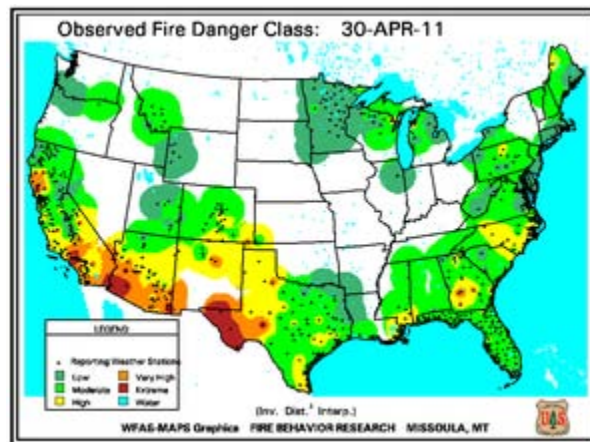 Observed Fire Danger Class: 30-APR-11
LEGEND
Reporting Weather Stations
Low Very High
Moderate Extreme
High Water
(Inv. Dist.² Interp.)
WFAS-MAPS Graphics FIRE BEHAVIOR RESEARCH MISSOULA, MT
UAS